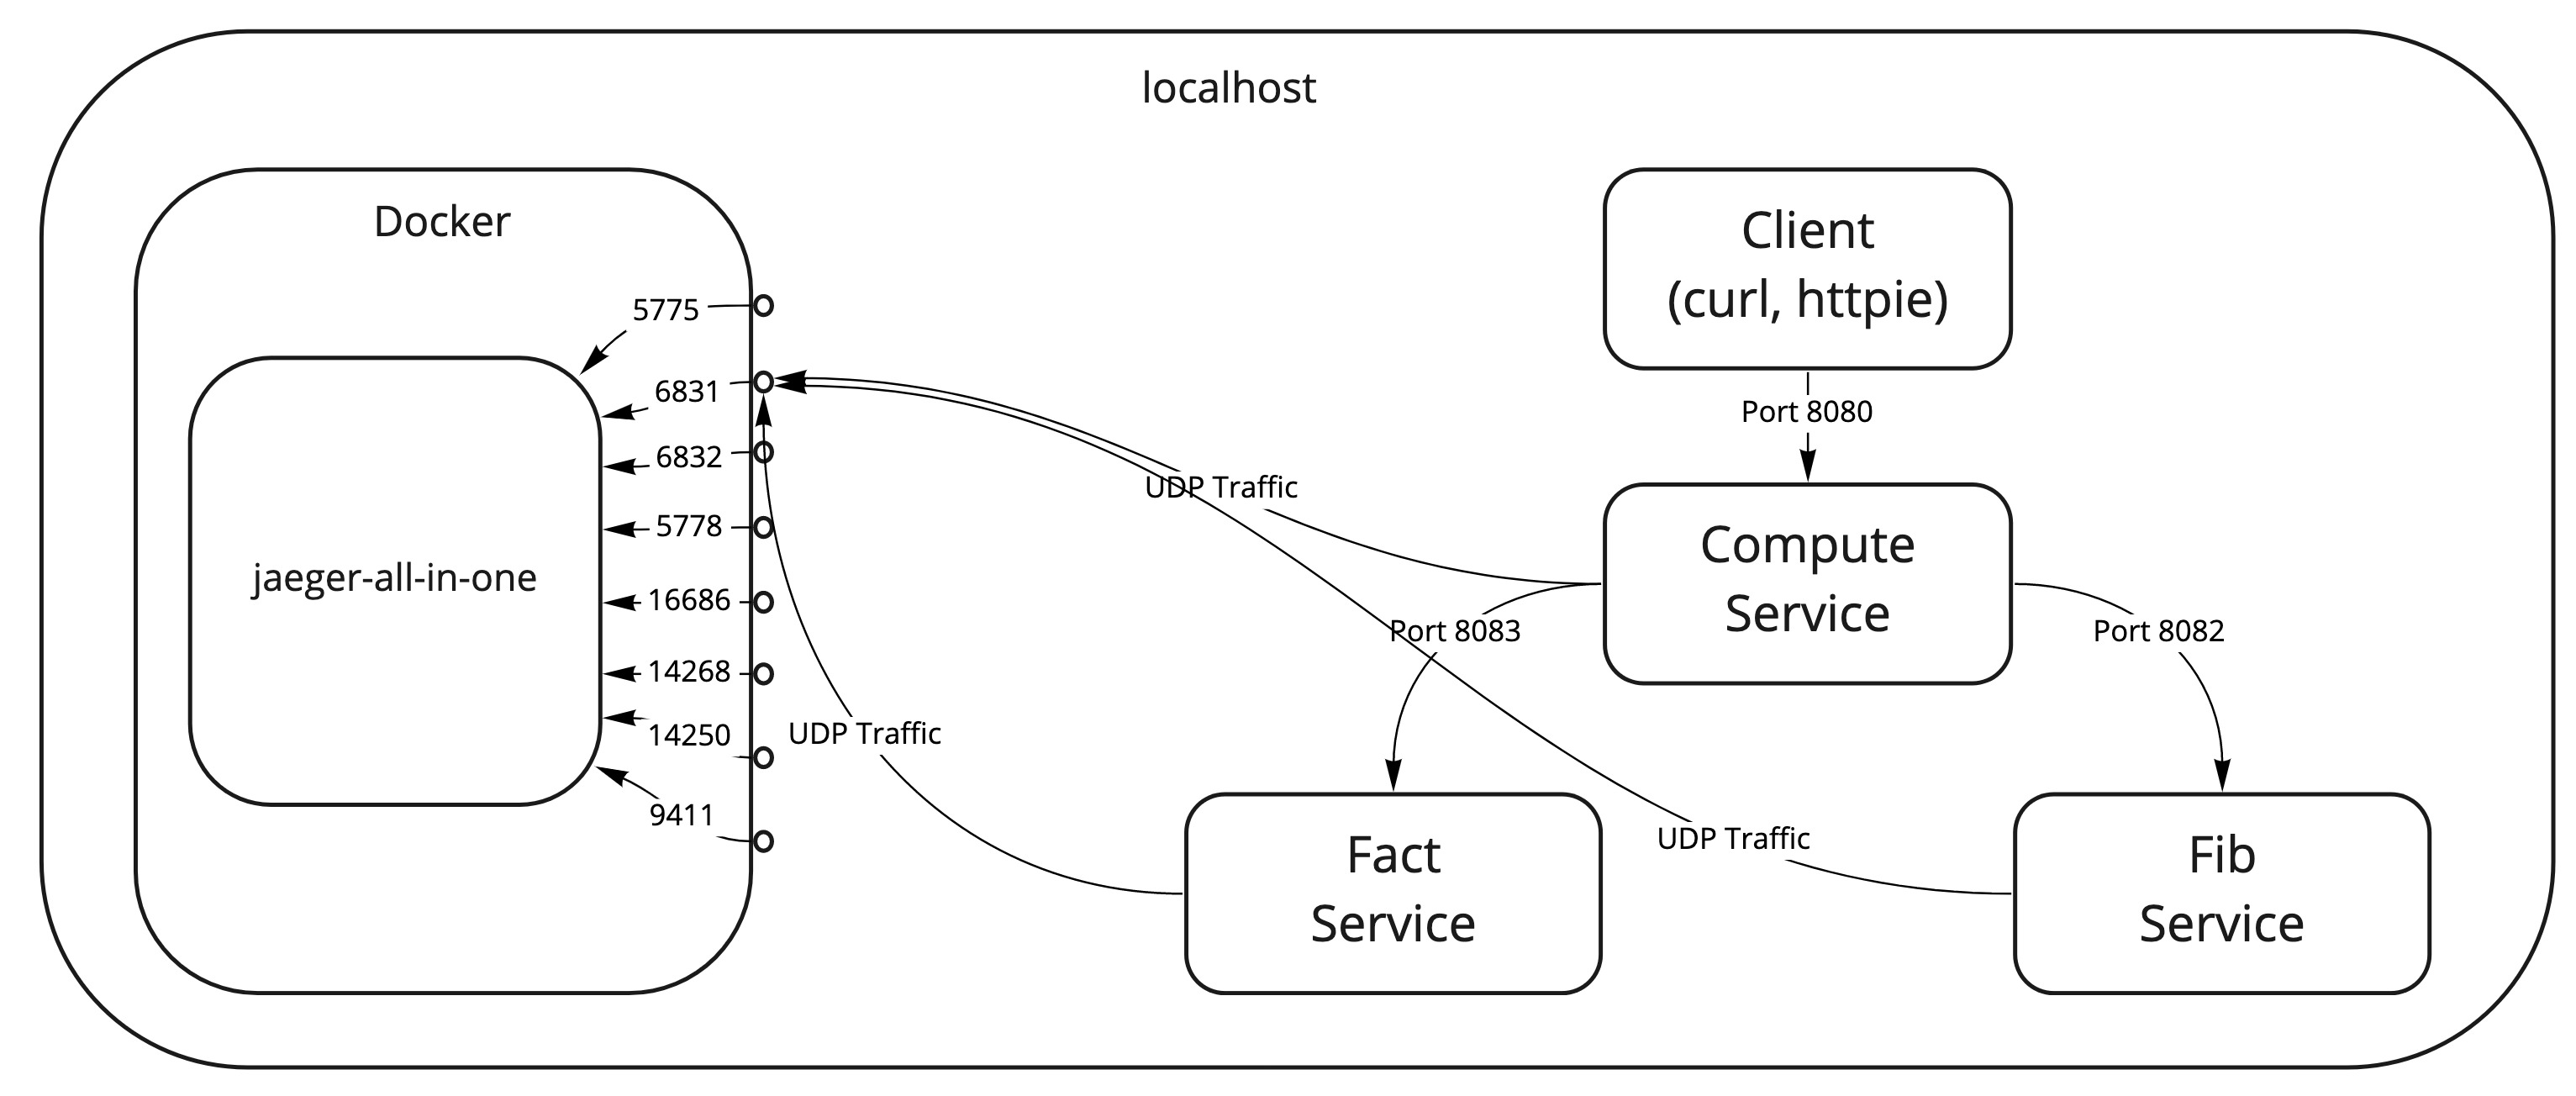 localhost
Docker
Client
(curl, httpie)
5775
6831
Port 8080
6832
UDP Traffic
5778
Compute
Service
jaeger-all-in-one
16686
Port 8083
Port 8082
14268
14250
UDP Traffic
9411
UDP Traffic
Fact
Service
Fib
Service